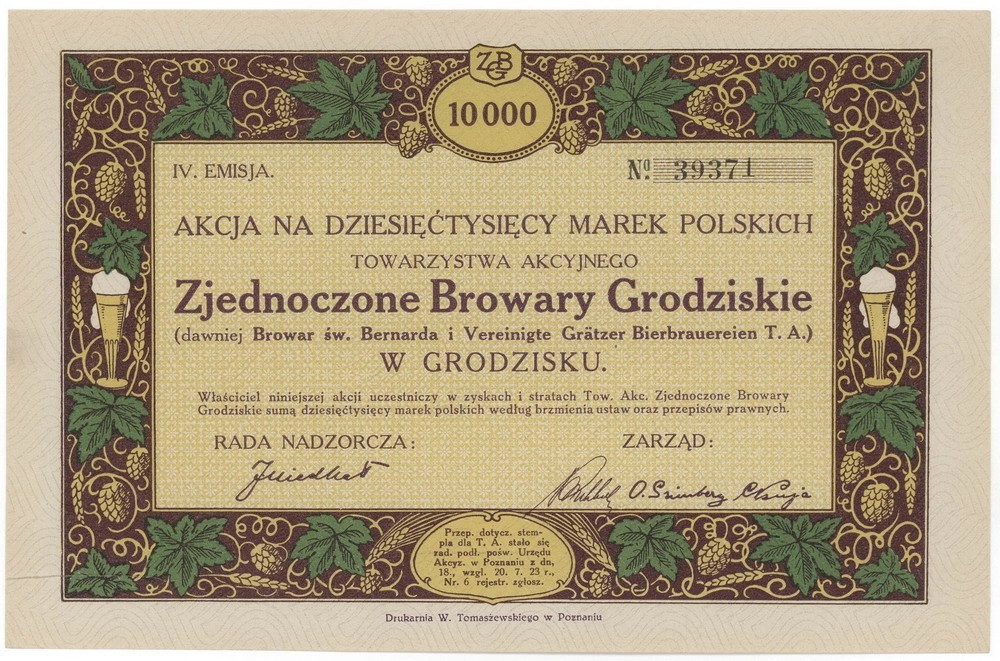 ZGB
10000
IV. EMISJA.
No. 39371
AKCJA NA DZIESIĘĆTYSIĘCY MAREK POLSKICH
TOWARZYSTWA AKCYJNEGO
Zjednoczone Browary Grodziskie
(dawniej Browar św. Bernarda i Vereinigte Grätzer Bierbrauereien T. A.)
W GRODZISKU.
Właściciel niniejszej akcji uczestniczy w zyskach i stratach Tow. Akc. Zjednoczone Browary
Grodziskie sumą dziesięćtysięcy marek polskich według brzmienia ustaw oraz przepisów prawnych.
RADA NADZORCZA:
ZARZĄD:
O. Szimberg
Przep. dotycz. stem-
pla dla T. A. stało się
zad. podł. pośw. Urzędu
Akcyz. w Poznaniu z dn.
18., wzgl. 20. 7. 23 r.,
Nr. 6 rejestr. zgłosz.
Drukarnia W. Tomaszewskiego w Poznaniu